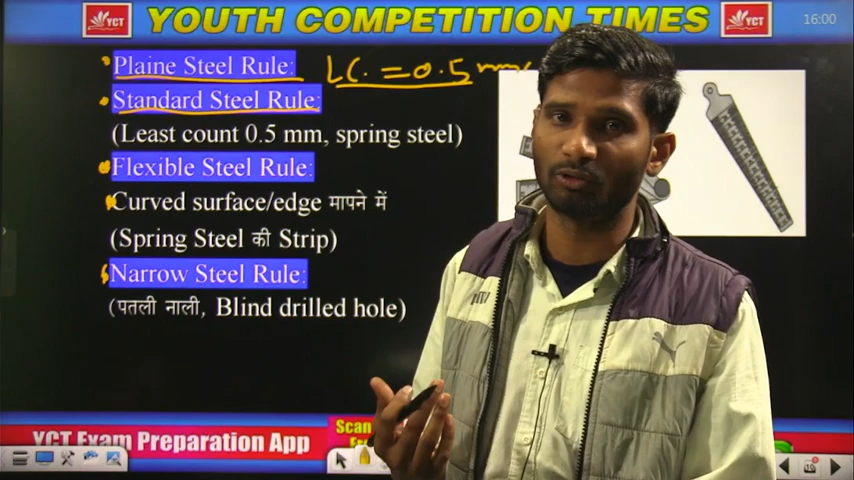 YCT
YOUTH COMPETITION TIMES
YCT
16:00
Plaine Steel Rule: LC. = 0.5 mm
Standard Steel Rule:
(Least count 0.5 mm, spring steel)
Flexible Steel Rule:
Curved surface/edge मापने में
(Spring Steel की Strip)
Narrow Steel Rule:
(पतली नाली, Blind drilled hole)
YCT Exam Preparation App
Scan